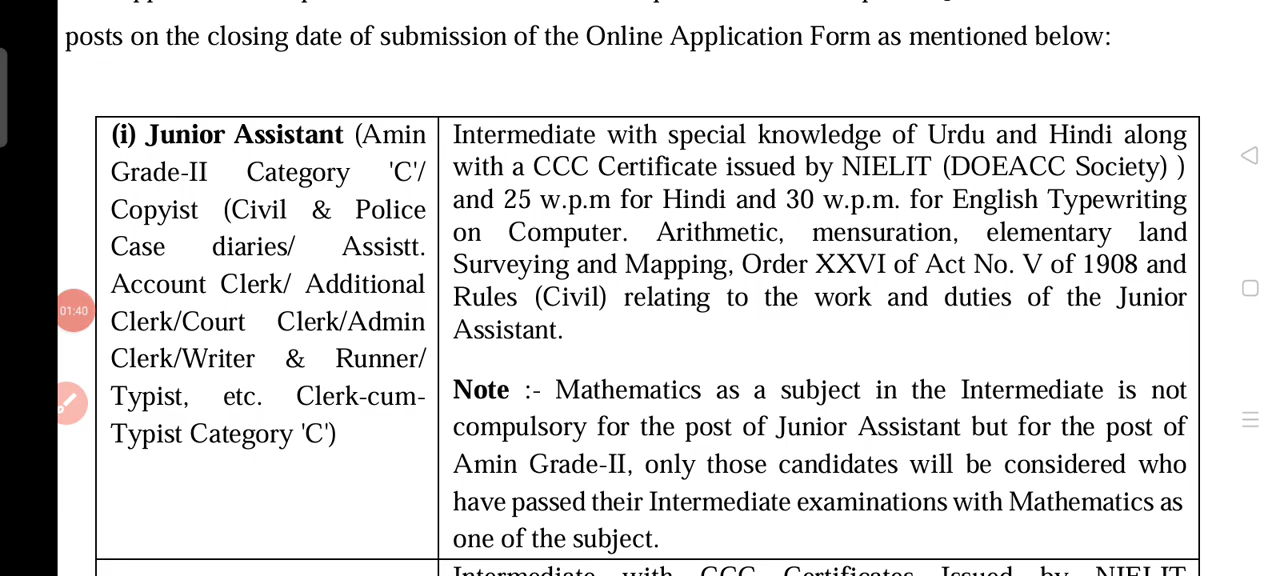 posts on the closing date of submission of the Online Application Form as mentioned below:
(i) Junior Assistant (Amin
Grade-II Category 'C'/
Copyist (Civil & Police
Case diaries/ Assistt.
Account Clerk/ Additional
Clerk/Court Clerk/Admin
Clerk/Writer & Runner/
Typist, etc. Clerk-cum-
Typist Category 'C')
Intermediate with special knowledge of Urdu and Hindi along
with a CCC Certificate issued by NIELIT (DOEACC Society) )
and 25 w.p.m for Hindi and 30 w.p.m. for English Typewriting
on Computer. Arithmetic, mensuration, elementary land
Surveying and Mapping, Order XXVI of Act No. V of 1908 and
Rules (Civil) relating to the work and duties of the Junior
Assistant.
Note :- Mathematics as a subject in the Intermediate is not
compulsory for the post of Junior Assistant but for the post of
Amin Grade-II, only those candidates will be considered who
have passed their Intermediate examinations with Mathematics as
one of the subject.
Intermediate with CCC Certificates Issued by NIELIT
01:40